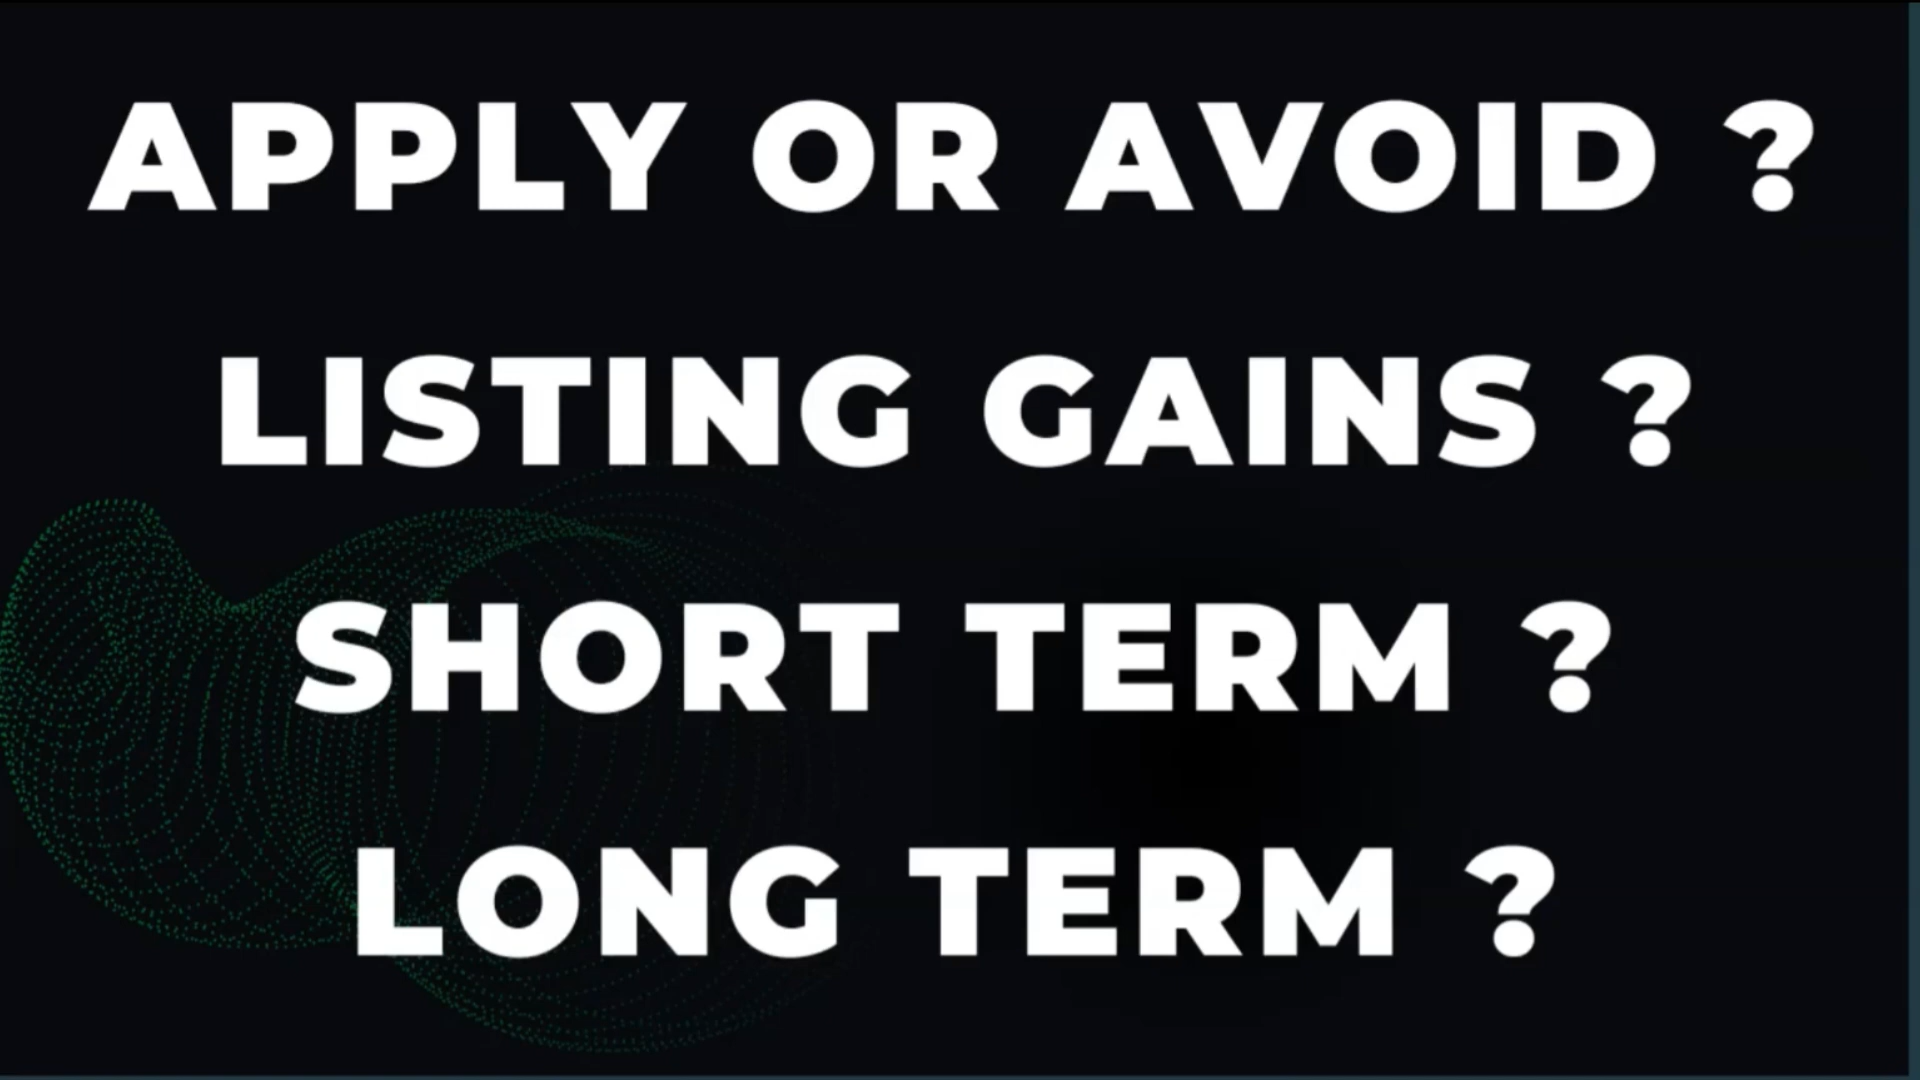 APPLY OR AVOID ?
LISTING GAINS ?
SHORT TERM ?
LONG TERM ?